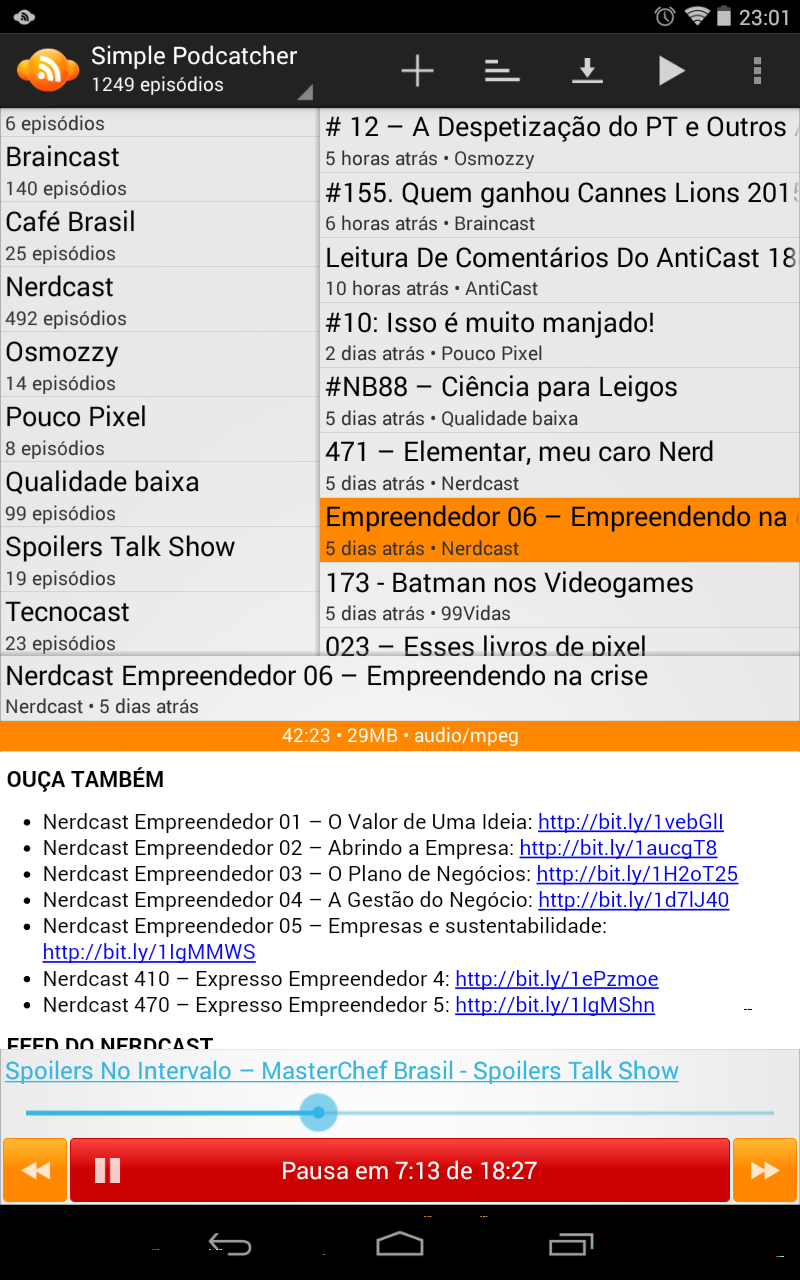 23:01
Simple Podcatcher
1249 episódios
6 episódios
Braincast
140 episódios
Café Brasil
25 episódios
Nerdcast
492 episódios
Osmozzy
14 episódios
Pouco Pixel
8 episódios
Qualidade baixa
99 episódios
Spoilers Talk Show
19 episódios
Tecnocast
23 episódios
# 12 – A Despetização do PT e Outros
5 horas atrás • Osmozzy
#155. Quem ganhou Cannes Lions 2015
6 horas atrás • Braincast
Leitura De Comentários Do AntiCast 18
10 horas atrás • AntiCast
#10: Isso é muito manjado!
2 dias atrás • Pouco Pixel
#NB88 – Ciência para Leigos
5 dias atrás • Qualidade baixa
471 – Elementar, meu caro Nerd
5 dias atrás • Nerdcast
Empreendedor 06 – Empreendendo na
5 dias atrás • Nerdcast
173 - Batman nos Videogames
5 dias atrás • 99Vidas
023 – Esses livros de pixel
Nerdcast Empreendedor 06 – Empreendendo na crise
Nerdcast • 5 dias atrás
42:23 • 29MB • audio/mpeg
OUÇA TAMBÉM
• Nerdcast Empreendedor 01 – O Valor de Uma Ideia: http://bit.ly/1vebGlI
• Nerdcast Empreendedor 02 – Abrindo a Empresa: http://bit.ly/1aucgT8
• Nerdcast Empreendedor 03 – O Plano de Negócios: http://bit.ly/1H2oT25
• Nerdcast Empreendedor 04 – A Gestão do Negócio: http://bit.ly/1d7lJ40
• Nerdcast Empreendedor 05 – Empresas e sustentabilidade:
http://bit.ly/1IgMMWS
• Nerdcast 410 – Expresso Empreendedor 4: http://bit.ly/1ePzmoe
• Nerdcast 470 – Expresso Empreendedor 5: http://bit.ly/1IgMShn
FEED DO NERDCAST
Spoilers No Intervalo – MasterChef Brasil - Spoilers Talk Show
Pausa em 7:13 de 18:27